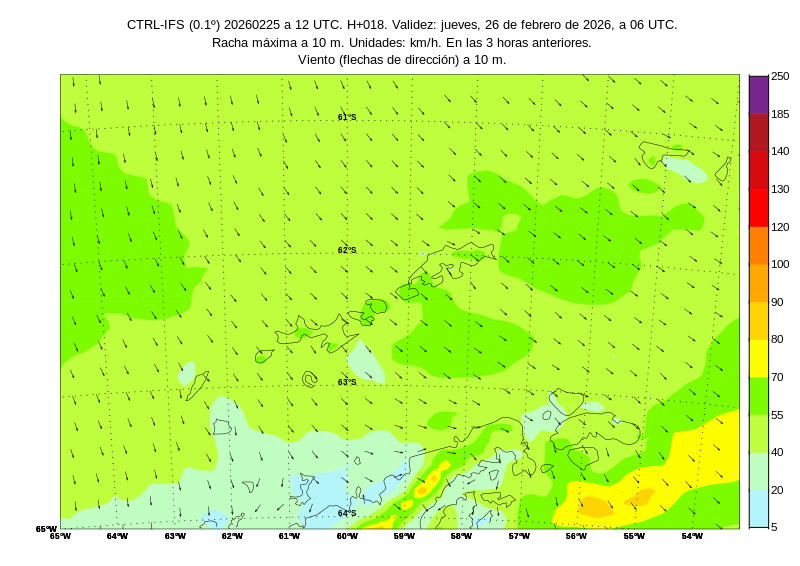 CTRL-IFS (0.1º) 20260225 a 12 UTC. H+018. Validez: jueves, 26 de febrero de 2026, a 06 UTC.
Racha máxima a 10 m. Unidades: km/h. En las 3 horas anteriores.
Viento (flechas de dirección) a 10 m.
250
185
140
130
120
100
90
80
70
55
40
20
5
61°S
62°S
63°S
64°S
65°W
65°W 64°W 63°W 62°W 61°W 60°W 59°W 58°W 57°W 56°W 55°W 54°W